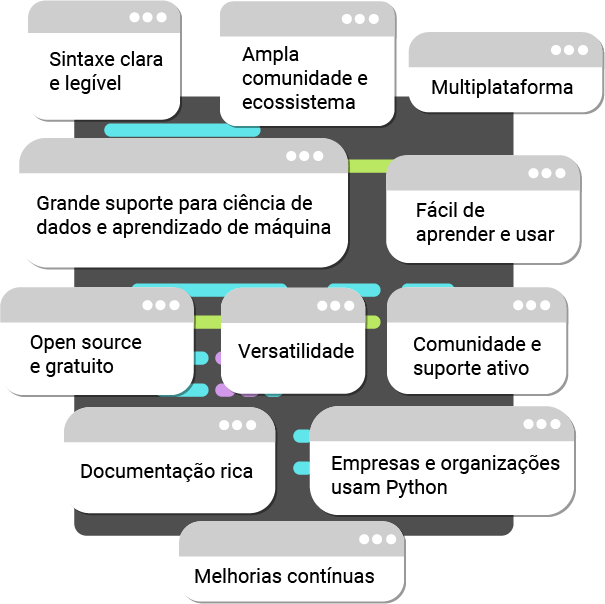 Sintaxe clara
e legível
Ampla
comunidade e
ecossistema
Multiplataforma
Grande suporte para ciência de
dados e aprendizado de máquina
Fácil de
aprender e usar
Open source
e gratuito
Versatilidade
Comunidade e
suporte ativo
Documentação rica
Empresas e organizações
usam Python
Melhorias contínuas